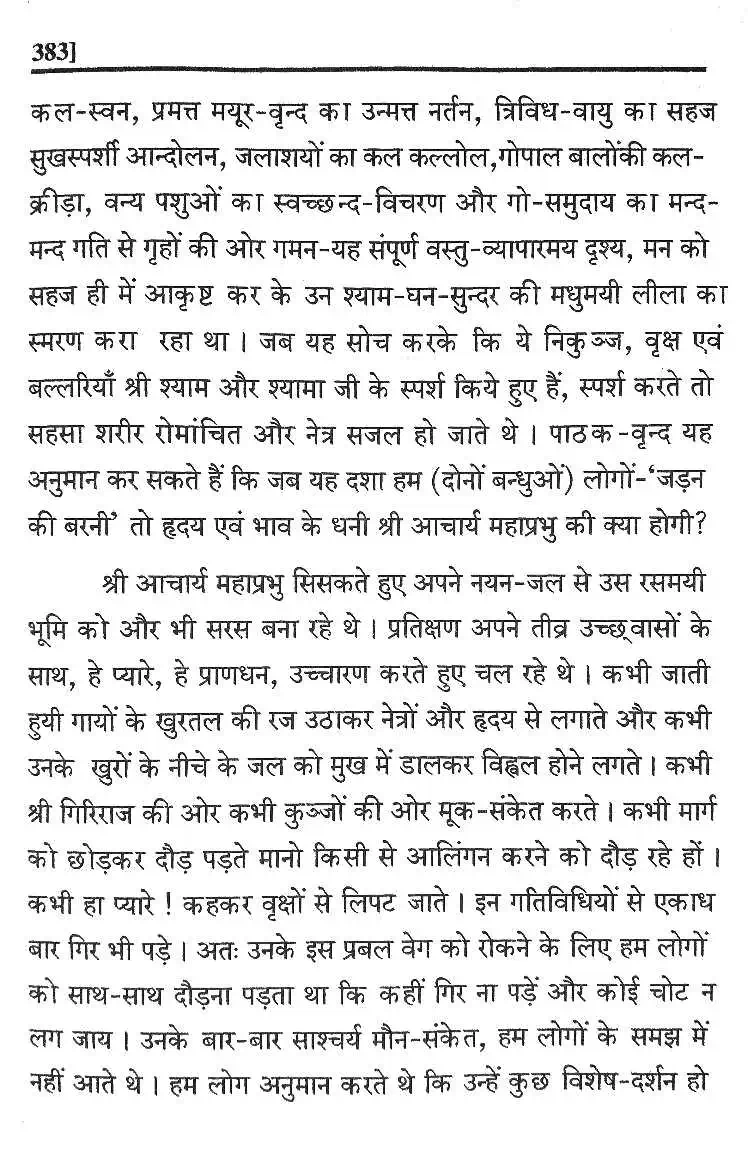 383]
कल-स्वन, प्रमत्त मयूर-वृन्द का उन्मत्त नर्तन, त्रिविध-वायु का सहज
सुखस्पर्शी आन्दोलन, जलाशयों का कल कल्लोल,गोपाल बालोंकी कल-
क्रीड़ा, वन्य पशुओं का स्वच्छन्द-विचरण और गो-समुदाय का मन्द-
मन्द गति से गृहों की ओर गमन-यह संपूर्ण वस्तु-व्यापारमय दृश्य, मन को
सहज ही में आकृष्ट कर के उन श्याम-घन-सुन्दर की मधुमयी लीला का
स्मरण करा रहा था । जब यह सोच करके कि ये निकुञ्ज, वृक्ष एवं
बल्लरियाँ श्री श्याम और श्यामा जी के स्पर्श किये हुए हैं, स्पर्श करते तो
सहसा शरीर रोमांचित और नेत्र सजल हो जाते थे । पाठक-वृन्द यह
अनुमान कर सकते हैं कि जब यह दशा हम (दोनों बन्धुओं) लोगों-‘जड़न
की बरनी’ तो हृदय एवं भाव के धनी श्री आचार्य महाप्रभु की क्या होगी?
श्री आचार्य महाप्रभु सिसकते हुए अपने नयन-जल से उस रसमयी
भूमि को और भी सरस बना रहे थे । प्रतिक्षण अपने तीव्र उच्छ्वासों के
साथ, हे प्यारे, हे प्राणधन, उच्चारण करते हुए चल रहे थे । कभी जाती
हुयी गायों के खुरतल की रज उठाकर नेत्रों और हृदय से लगाते और कभी
उनके खुरों के नीचे के जल को मुख में डालकर विह्वल होने लगते । कभी
श्री गिरिराज की ओर कभी कुञ्जों की ओर मूक-संकेत करते । कभी मार्ग
को छोड़कर दौड़ पड़ते मानो किसी से आलिंगन करने को दौड़ रहे हों ।
कभी हा प्यारे ! कहकर वृक्षों से लिपट जाते । इन गतिविधियों से एकाध
बार गिर भी पड़े । अतः उनके इस प्रबल वेग को रोकने के लिए हम लोगों
को साथ-साथ दौड़ना पड़ता था कि कहीं गिर ना पड़ें और कोई चोट न
लग जाय । उनके बार-बार साश्चर्य मौन-संकेत, हम लोगों के समझ में
नहीं आते थे । हम लोग अनुमान करते थे कि उन्हें कुछ विशेष-दर्शन हो